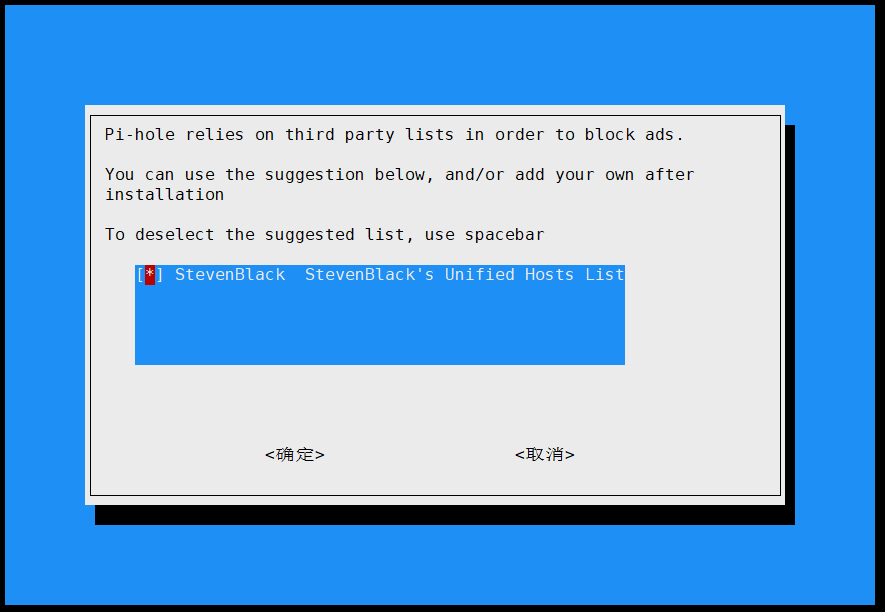 Pi-hole relies on third party lists in order to block ads.
You can use the suggestion below, and/or add your own after
installation
To deselect the suggested list, use spacebar
[*] StevenBlack  StevenBlack's Unified Hosts List
<确定> <取消>